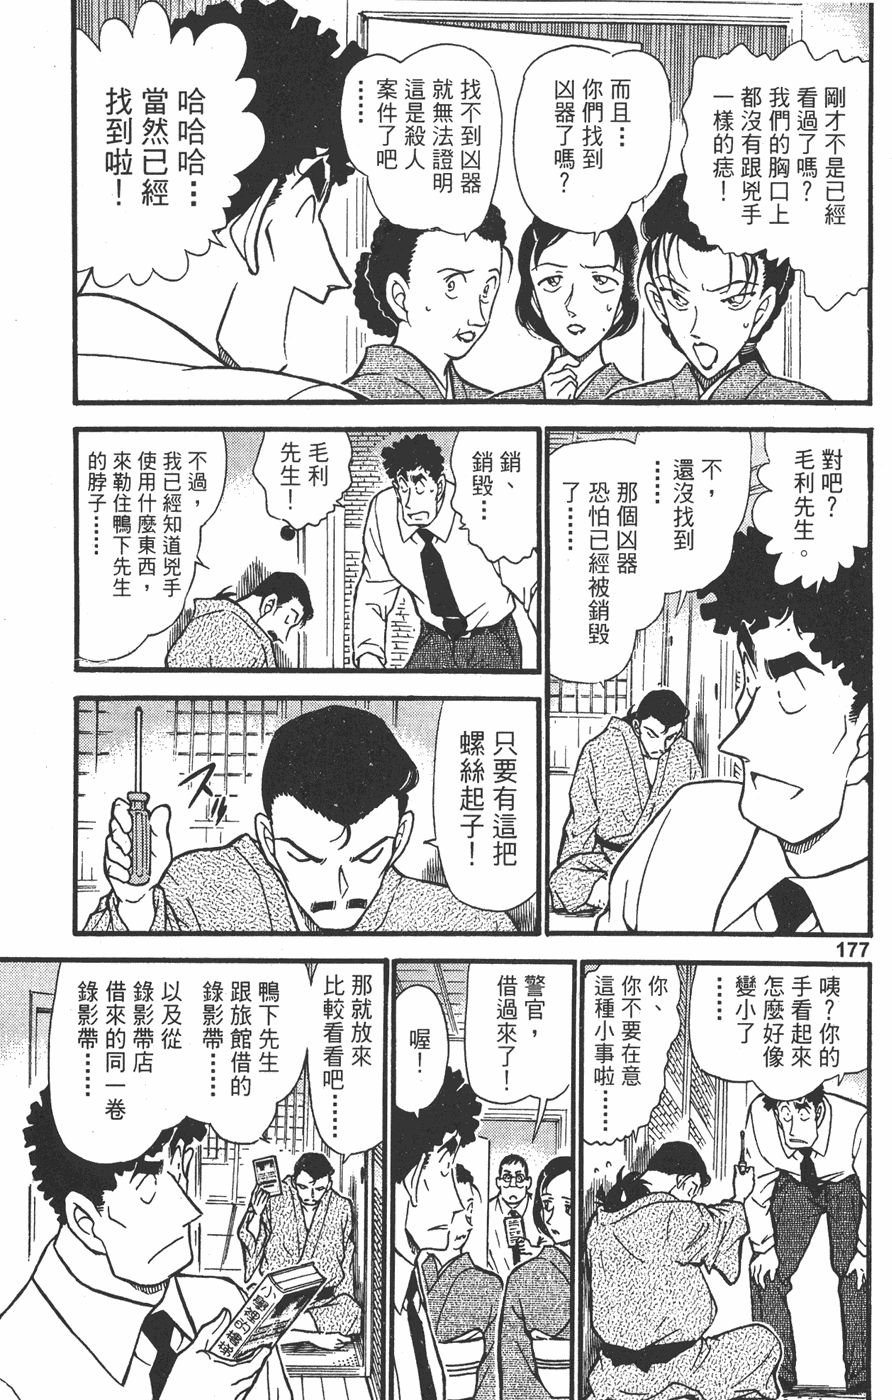 剛才不是已經
看過了嗎？
我們的胸口上
都沒有跟兇手
一樣的痣！
而且…
你們找到
凶器了嗎？
找不到凶器
就無法證明
這是殺人
案件了吧
……
哈哈哈…
當然已經
找到啦！
對吧？
毛利先生。
不，
還沒找到
……
那個凶器
恐怕已經被銷毀
了……
銷、
銷毀…
毛利
先生！
不過，
我已經知道兇手
使用什麼東西，
來勒住鴨下先生
的脖子……
只要有這把
螺絲起子！
ヌッ
177
咦？你的
手看起來
怎麼好像
變小了
你、
你不要在意
這種小事啦……
警官，
借過來了！
喔！
那就放來
比較看看吧……
鴨下先生
跟旅館借的
錄影帶……
以及從
錄影帶店
借來的同一卷
錄影帶……